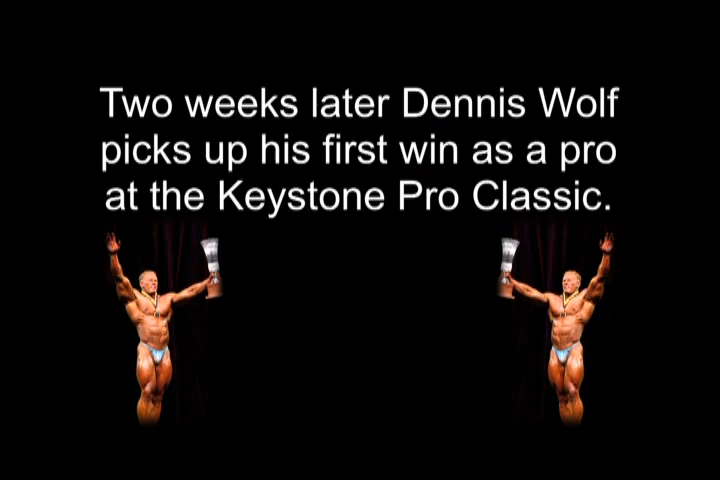 Two weeks later Dennis Wolf
picks up his first win as a pro
at the Keystone Pro Classic.